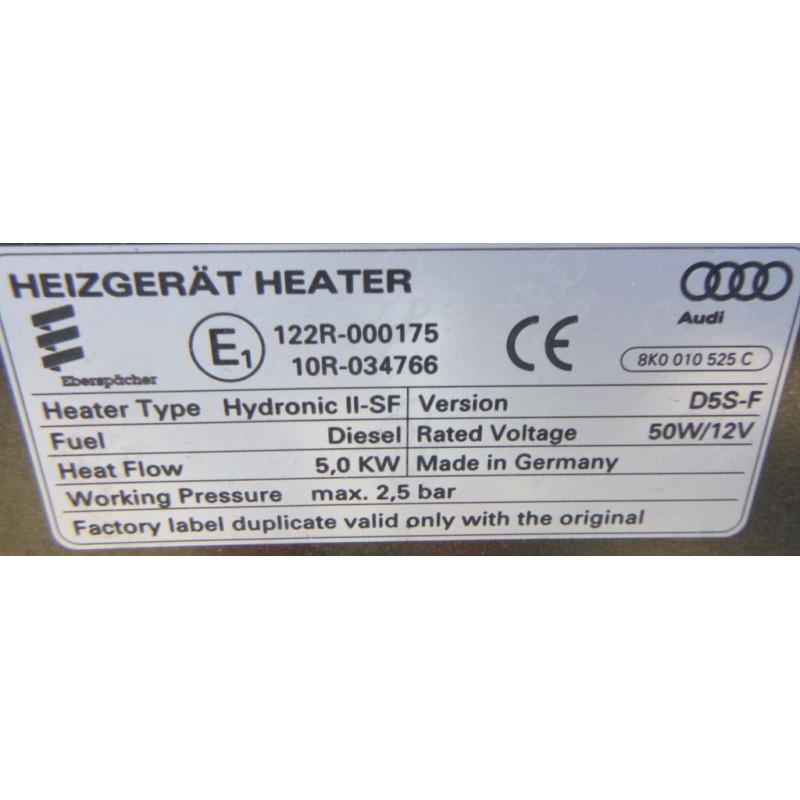 HEIZGERÄT HEATER
Audi
Eberspächer
E1
122R-000175
10R-034766
CE
8K0 010 525 C
Heater Type Hydronic II-SF Version D5S-F
Fuel Diesel Rated Voltage 50W/12V
Heat Flow 5,0 KW Made in Germany
Working Pressure max. 2,5 bar
Factory label duplicate valid only with the original